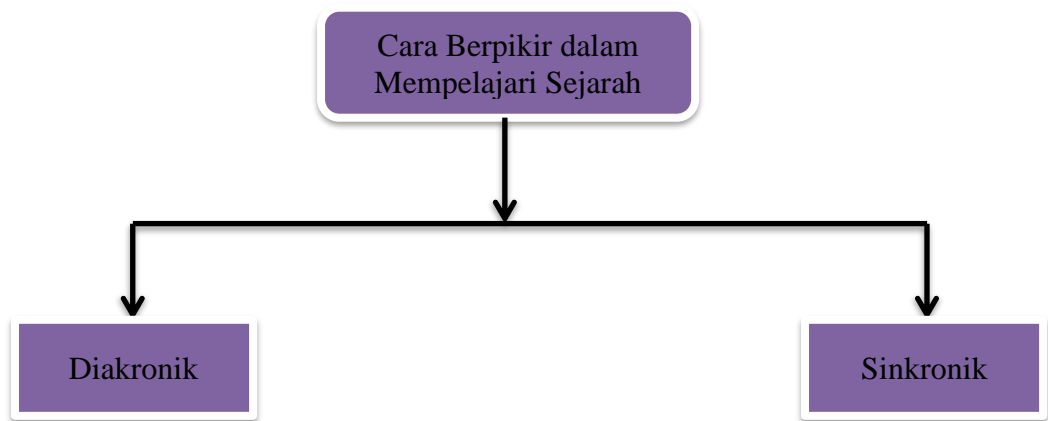 Cara Berpikir dalam
Mempelajari Sejarah
Diakronik
Sinkronik